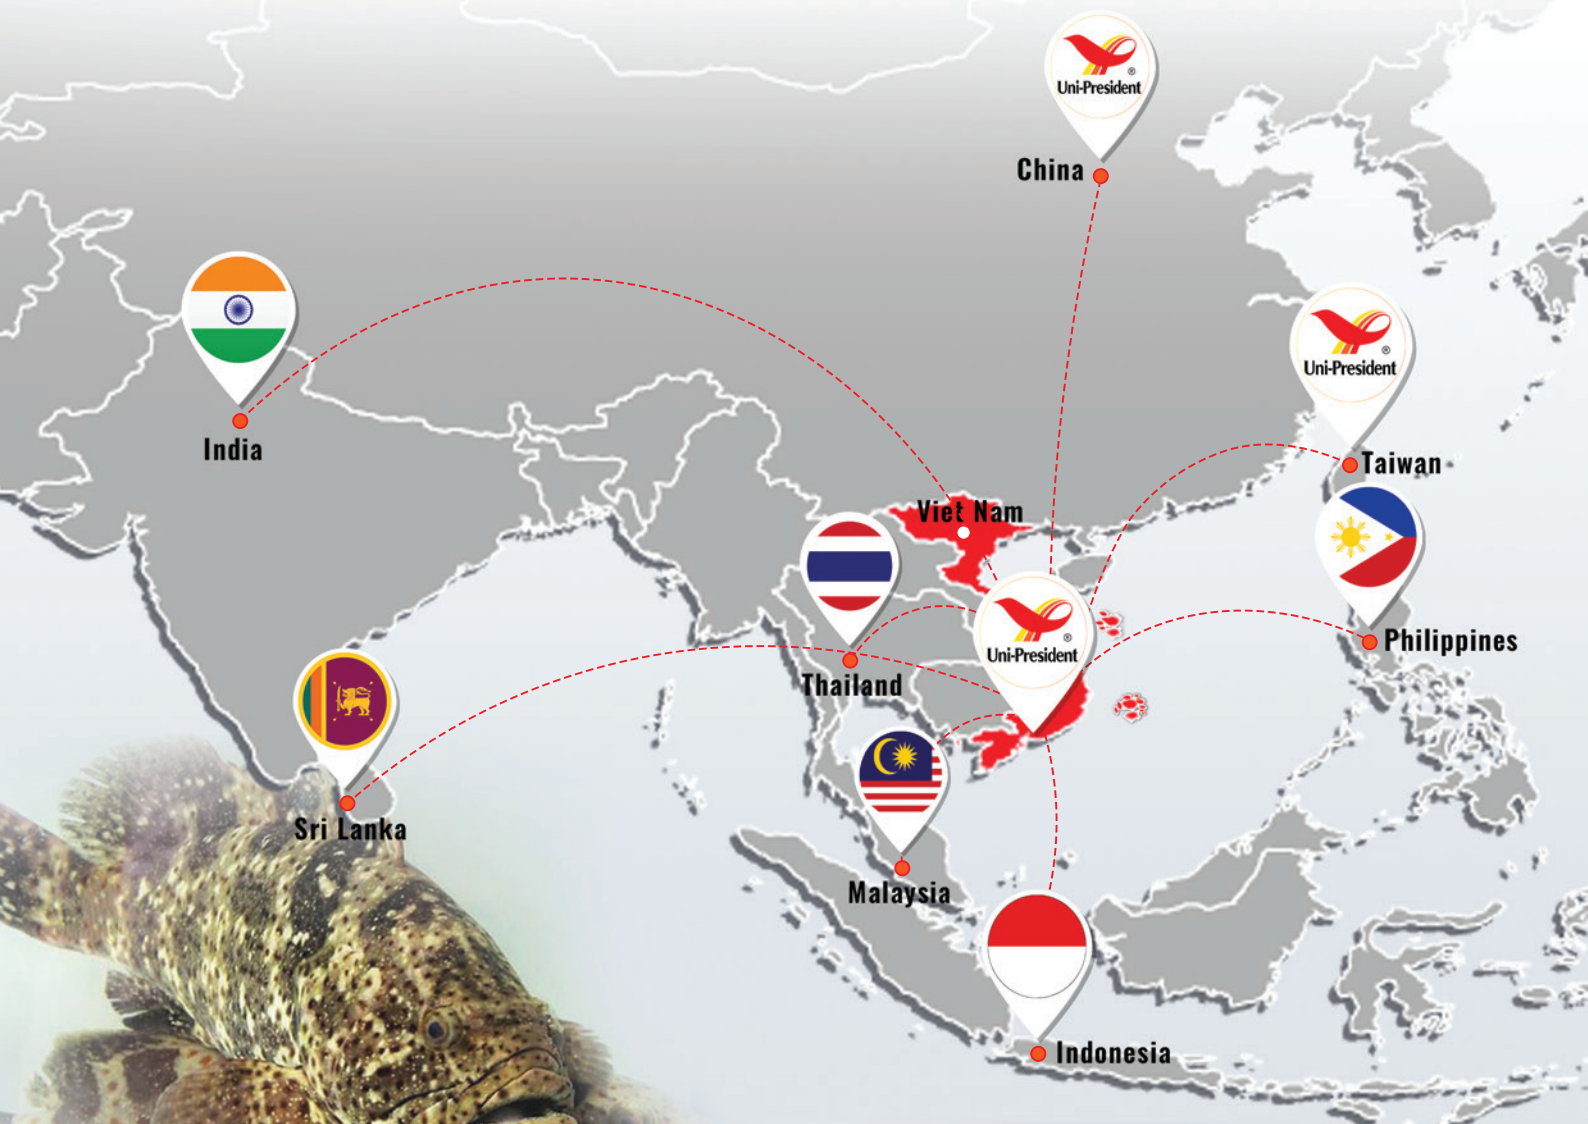 Uni-President
®
China
India
Uni-President
®
Taiwan
Viet Nam
Uni-President
®
Philippines
Thailand
Sri Lanka
Malaysia
Indonesia